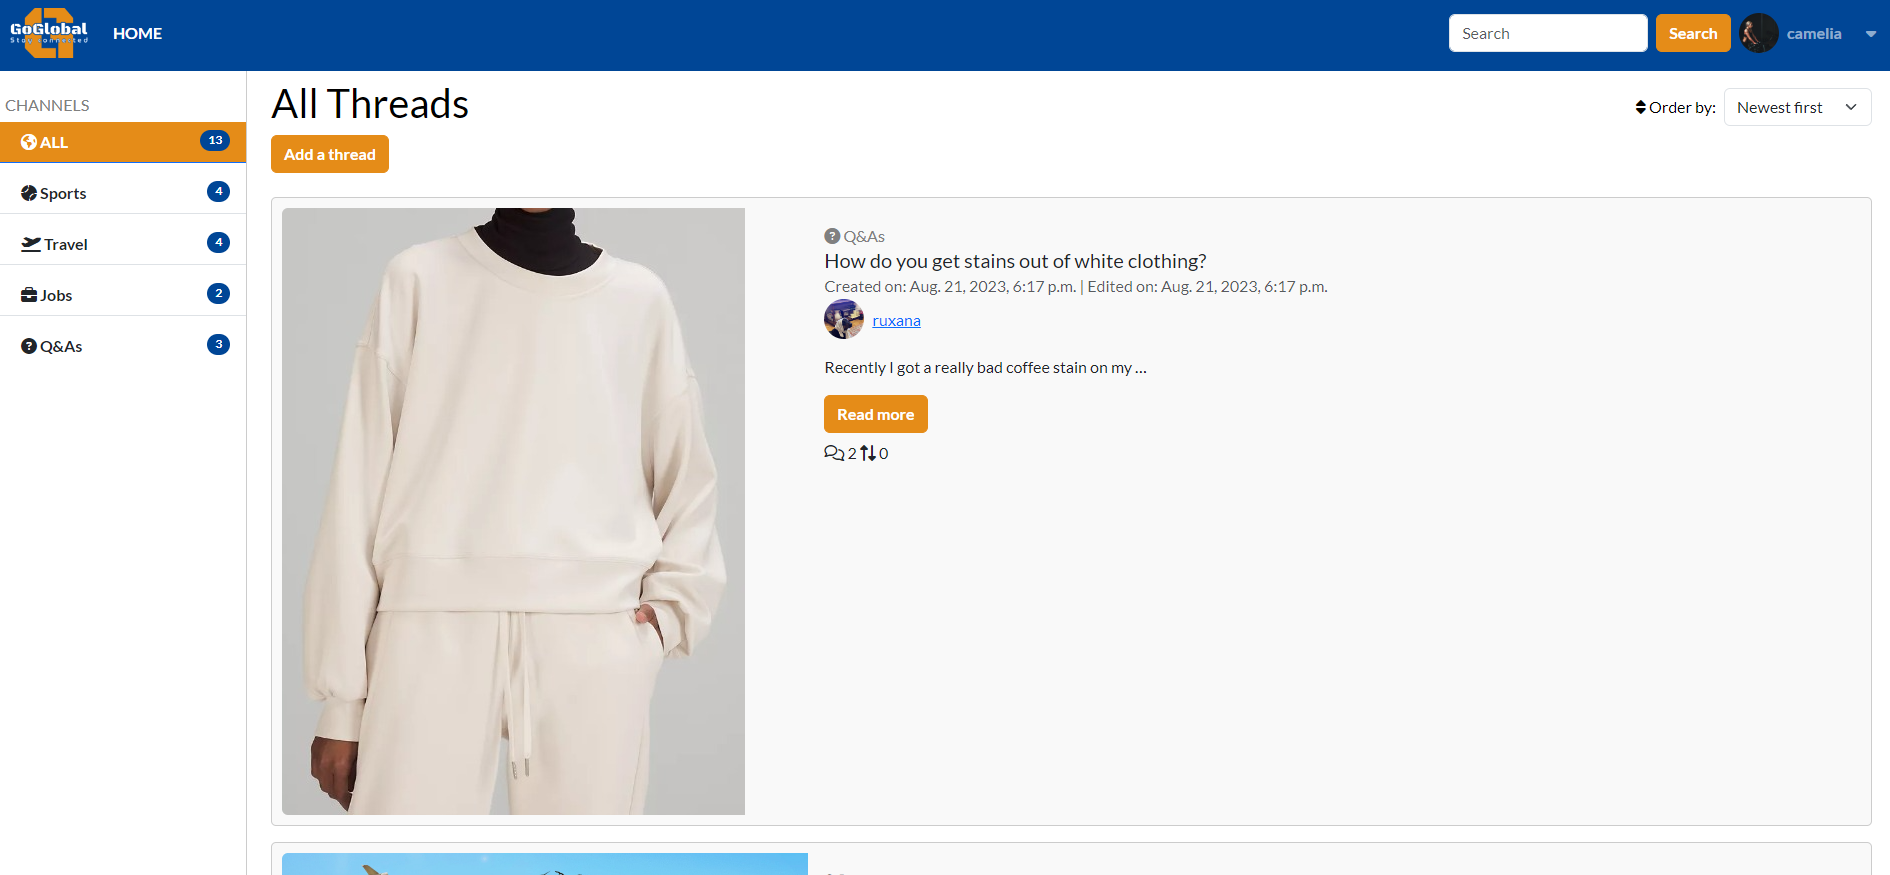 GoGlobal
Stay connected
HOME
Search
Search
camelia
CHANNELS
ALL 13
Sports 4
Travel 4
Jobs 2
Q&As 3
All Threads
Order by: Newest first
Add a thread
Q&As
How do you get stains out of white clothing?
Created on: Aug. 21, 2023, 6:17 p.m. | Edited on: Aug. 21, 2023, 6:17 p.m.
ruxana
Recently I got a really bad coffee stain on my ...
Read more
2 0